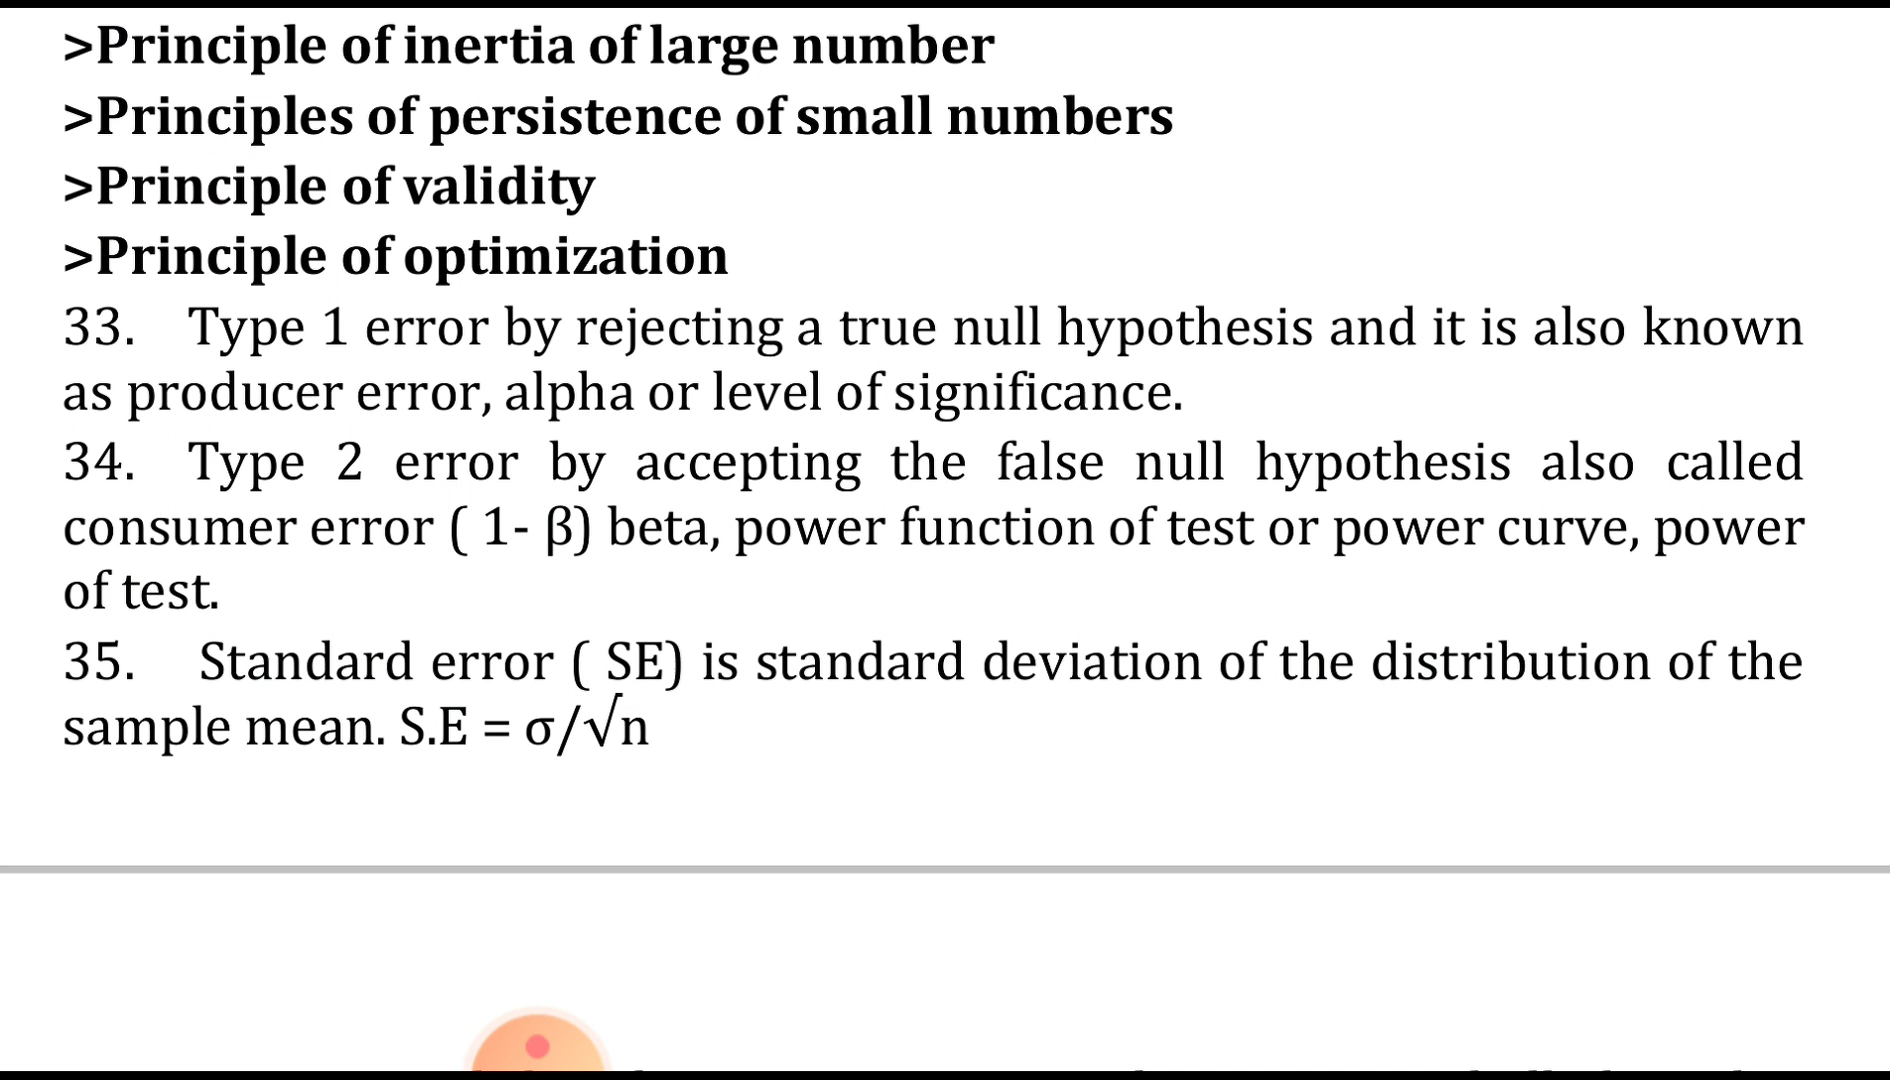 >Principle of inertia of large number
>Principles of persistence of small numbers
>Principle of validity
>Principle of optimization
33. Type 1 error by rejecting a true null hypothesis and it is also known
as producer error, alpha or level of significance.
34. Type 2 error by accepting the false null hypothesis also called
consumer error ( 1- β) beta, power function of test or power curve, power
of test.
35. Standard error ( SE) is standard deviation of the distribution of the
sample mean. S.E = σ/√n